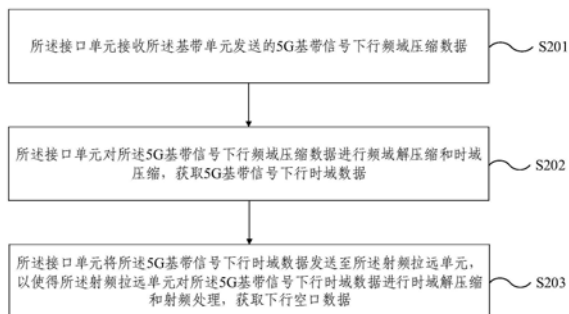 所述接口单元接收所述基带单元发送的5G基带信号下行频域压缩数据
S201
所述接口单元对所述5G基带信号下行频域压缩数据进行频域解压缩和时域
压缩，获取5G基带信号下行时域数据
S202
所述接口单元将所述5G基带信号下行时域数据发送至所述射频拉远单元，
以使得所述射频拉远单元对所述5G基带信号下行时域数据进行时域解压缩
和射频处理，获取下行空口数据
S203